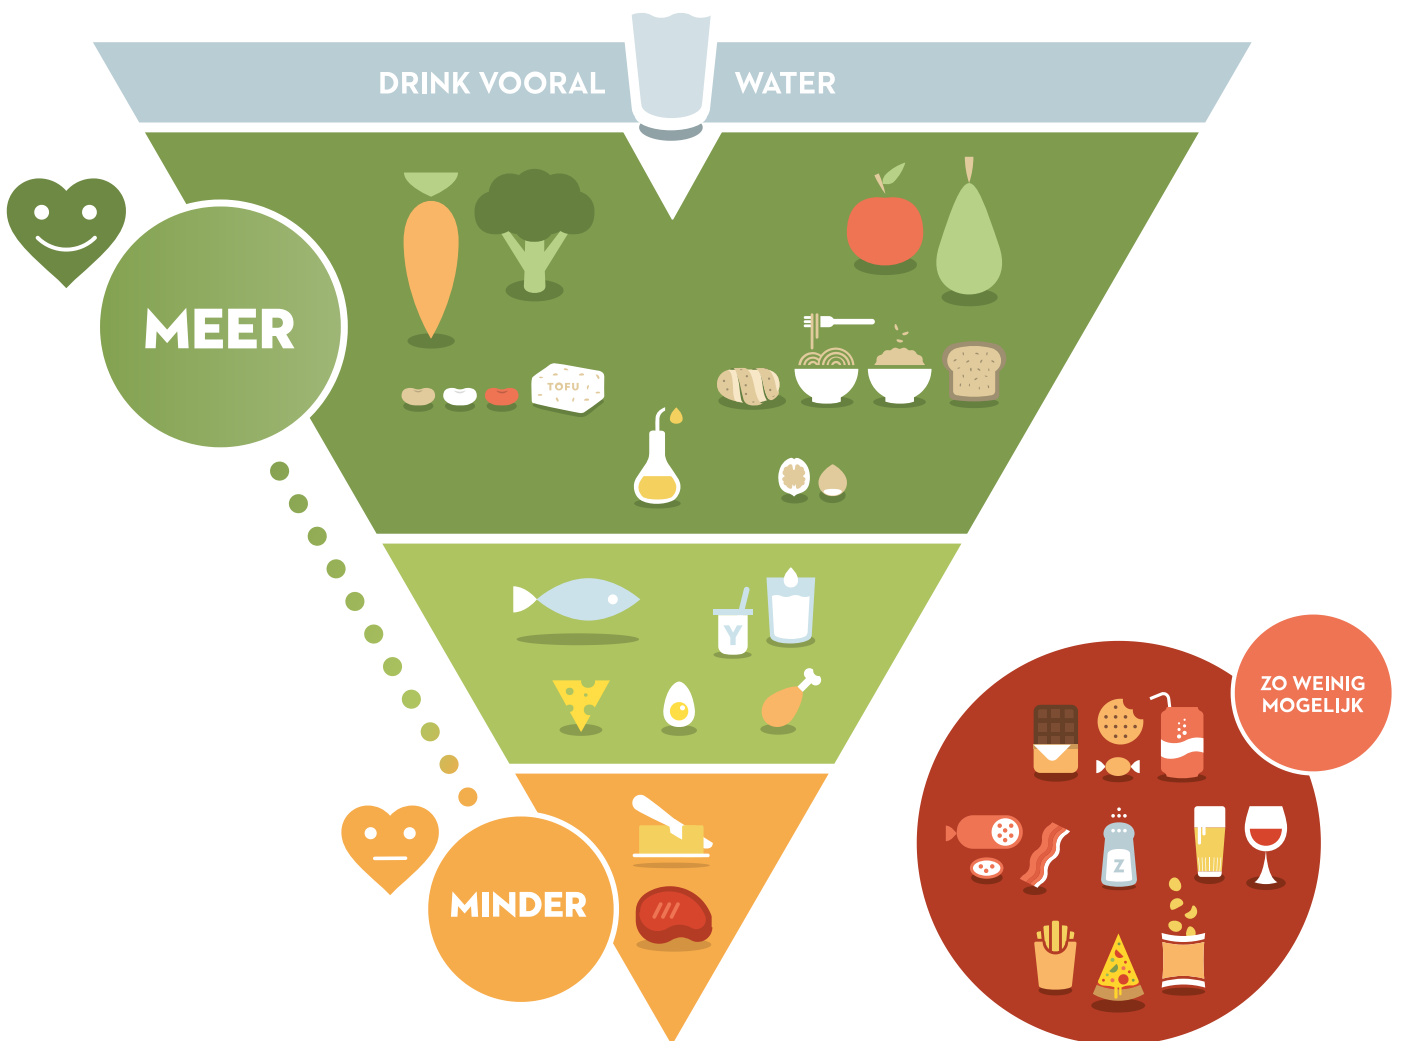 DRINK VOORAL WATER
MEER
TOFU
Y
ZO WEINIG
MOGELIJK
Z
MINDER